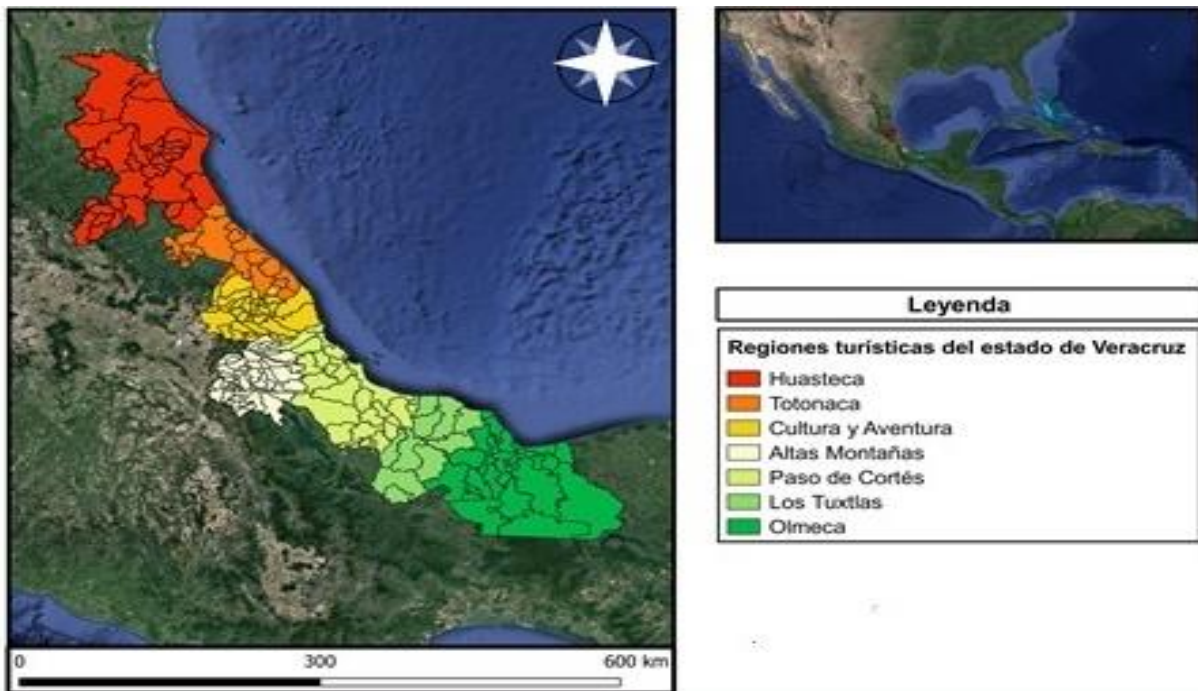 Leyenda
Regiones turísticas del estado de Veracruz
Huasteca
Totonaca
Cultura y Aventura
Altas Montañas
Paso de Cortés
Los Tuxtlas
Olmeca
0 300 600 km